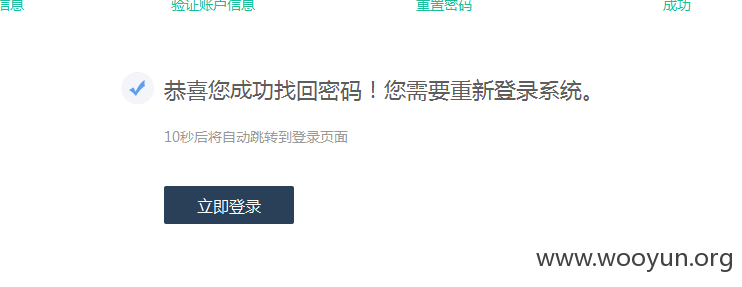 信息 验证账户信息 重置密码 成功
恭喜您成功找回密码！您需要重新登录系统。
10秒后将自动跳转到登录页面
立即登录
www.wooyun.org